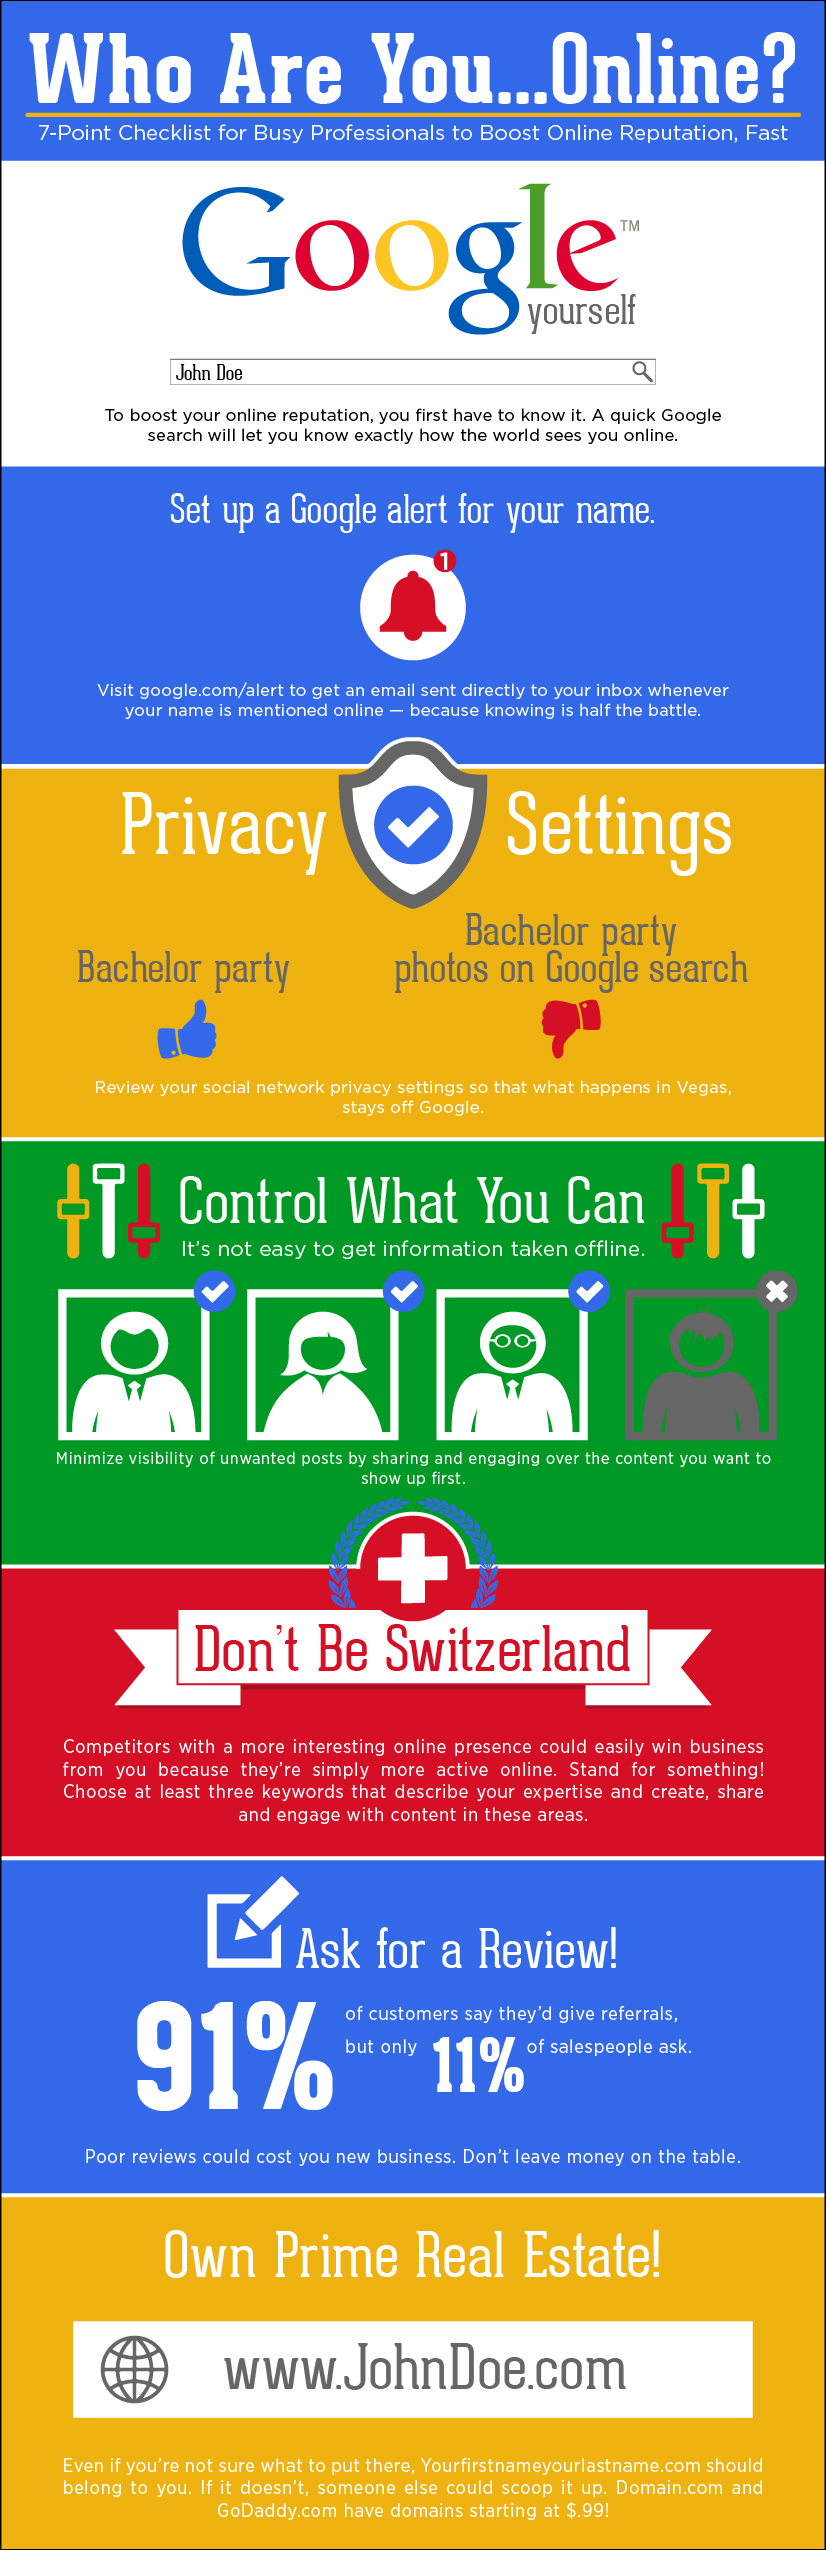 Who Are You...Online?
7-Point Checklist for Busy Professionals to Boost Online Reputation, Fast
Google™
yourself
John Doe
To boost your online reputation, you first have to know it. A quick Google
search will let you know exactly how the world sees you online.
Set up a Google alert for your name.
1
Visit google.com/alert to get an email sent directly to your inbox whenever
your name is mentioned online — because knowing is half the battle.
Privacy Settings
Bachelor party
Bachelor party
photos on Google search
Review your social network privacy settings so that what happens in Vegas,
stays off Google.
Control What You Can
It's not easy to get information taken offline.
Minimize visibility of unwanted posts by sharing and engaging over the content you want to
show up first.
Don't Be Switzerland
Competitors with a more interesting online presence could easily win business
from you because they're simply more active online. Stand for something!
Choose at least three keywords that describe your expertise and create, share
and engage with content in these areas.
Ask for a Review!
91% of customers say they'd give referrals,
but only 11% of salespeople ask.
Poor reviews could cost you new business. Don't leave money on the table.
Own Prime Real Estate!
www.JohnDoe.com
Even if you're not sure what to put there, Yourfirstnameyourlastname.com should
belong to you. If it doesn't, someone else could scoop it up. Domain.com and
GoDaddy.com have domains starting at $.99!